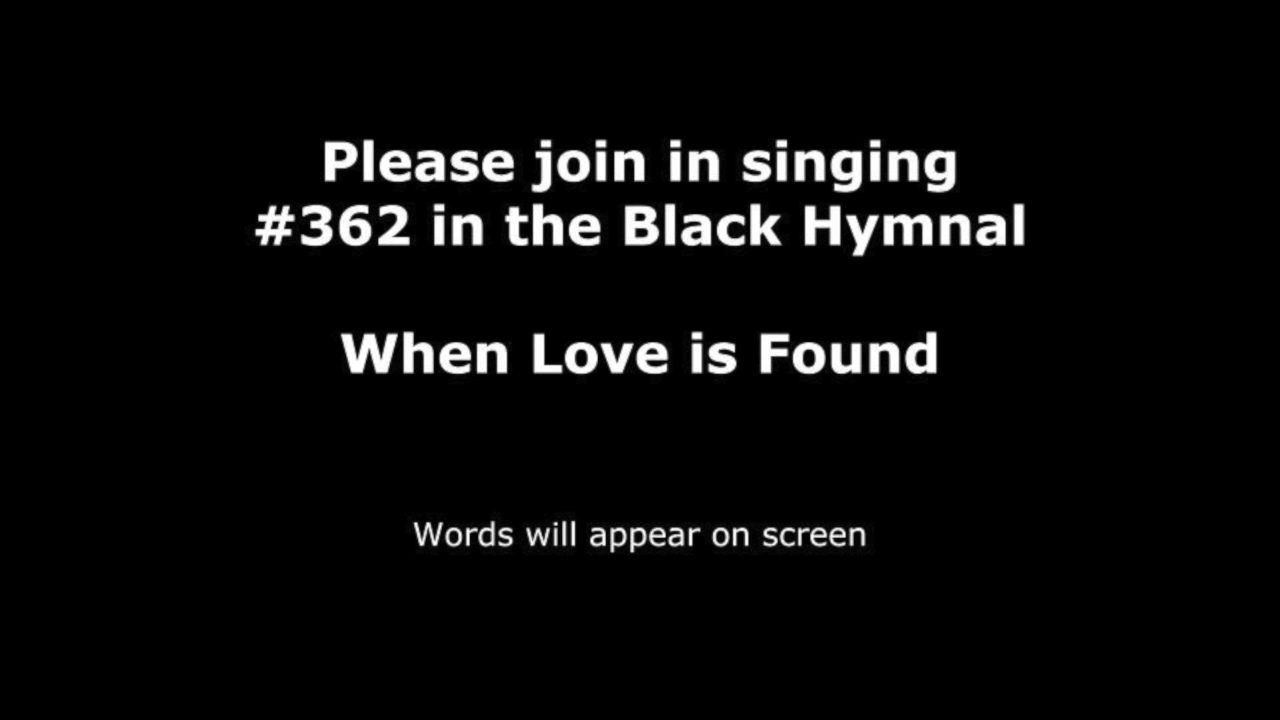 Please join in singing
#362 in the Black Hymnal
When Love is Found
Words will appear on screen